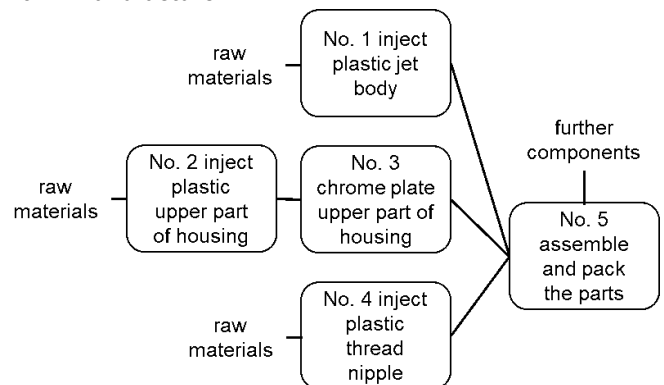 No. 1 inject
plastic jet
body
raw
materials
further
components
No. 2 inject
plastic
upper part
of housing
No. 3
chrome plate
upper part of
housing
raw
materials
No. 5
assemble
and pack
the parts
No. 4 inject
plastic
thread
nipple
raw
materials